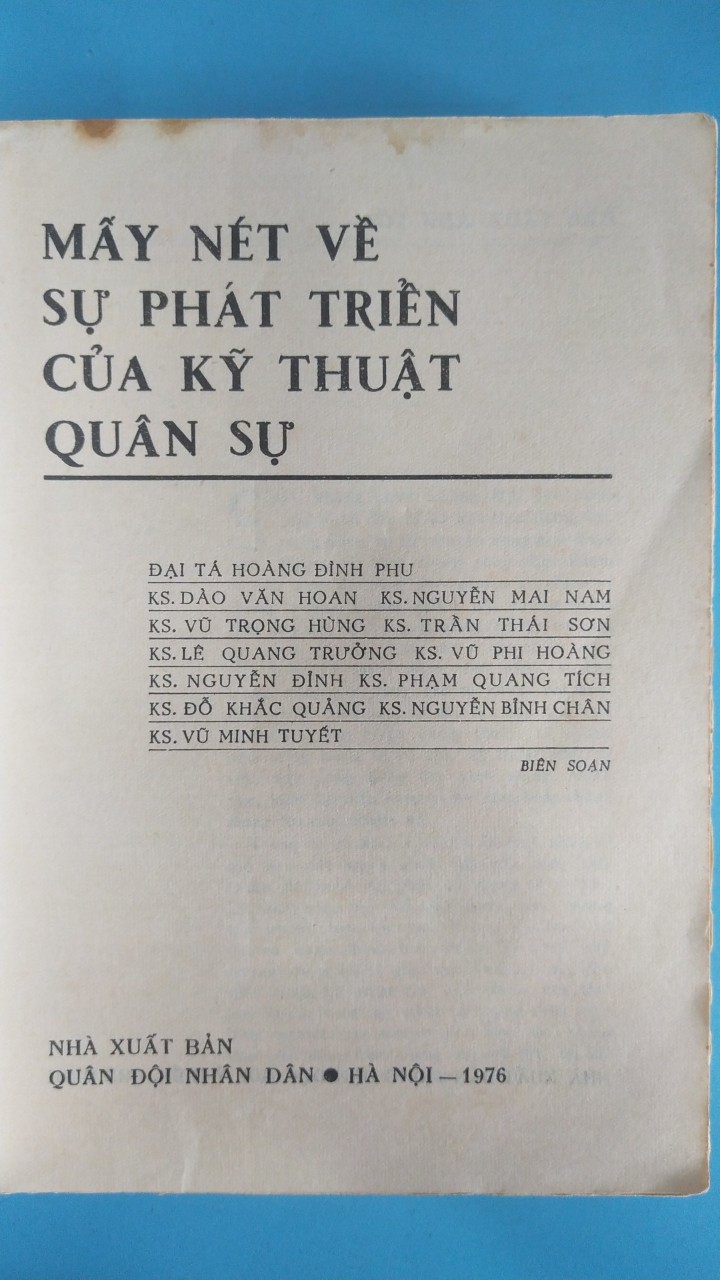 MẤY NÉT VỀ
SỰ PHÁT TRIỂN
CỦA KỸ THUẬT
QUÂN SỰ
ĐẠI TÁ HOÀNG ĐÌNH PHU
KS. DÀO VĂN HOAN KS. NGUYỄN MAI NAM
KS. VŨ TRỌNG HÙNG KS. TRẦN THÁI SƠN
KS. LÊ QUANG TRƯỞNG KS. VŨ PHI HOÀNG
KS. NGUYỄN ĐÌNH KS. PHẠM QUANG TÍCH
KS. ĐỖ KHẮC QUẢNG KS. NGUYỄN BỈNH CHÂN
KS. VŨ MINH TUYẾT
BIÊN SOẠN
NHÀ XUẤT BẢN
QUÂN ĐỘI NHÂN DÂN ● HÀ NỘI — 1976